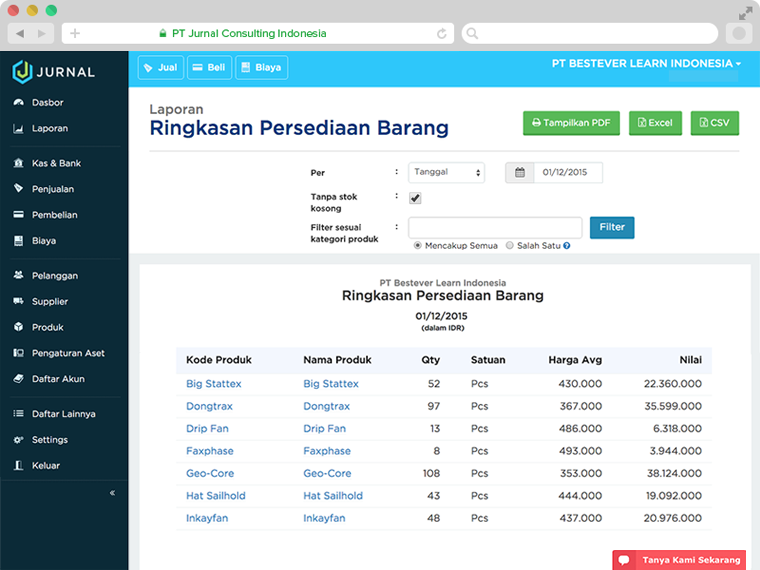 PT Jurnal Consulting Indonesia
JURNAL
Jual Beli Biaya
PT BESTEVER LEARN INDONESIA
Dasbor
Laporan
Kas & Bank
Penjualan
Pembelian
Biaya
Pelanggan
Supplier
Produk
Pengaturan Aset
Daftar Akun
Daftar Lainnya
Settings
Keluar
«
Laporan
Ringkasan Persediaan Barang
Tampilkan PDF Excel CSV
Per : Tanggal 01/12/2015
Tanpa stok :
kosong
Filter sesuai :
kategori produk
Filter
Mencakup Semua Salah Satu ?
PT Bestever Learn Indonesia
Ringkasan Persediaan Barang
01/12/2015
(dalam IDR)
Kode Produk Nama Produk Qty Satuan Harga Avg Nilai
Big Stattex Big Stattex 52 Pcs 430.000 22.360.000
Dongtrax Dongtrax 97 Pcs 367.000 35.599.000
Drip Fan Drip Fan 13 Pcs 486.000 6.318.000
Faxphase Faxphase 8 Pcs 493.000 3.944.000
Geo-Core Geo-Core 108 Pcs 353.000 38.124.000
Hat Sailhold Hat Sailhold 43 Pcs 444.000 19.092.000
Inkayfan Inkayfan 48 Pcs 437.000 20.976.000
Tanya Kami Sekarang